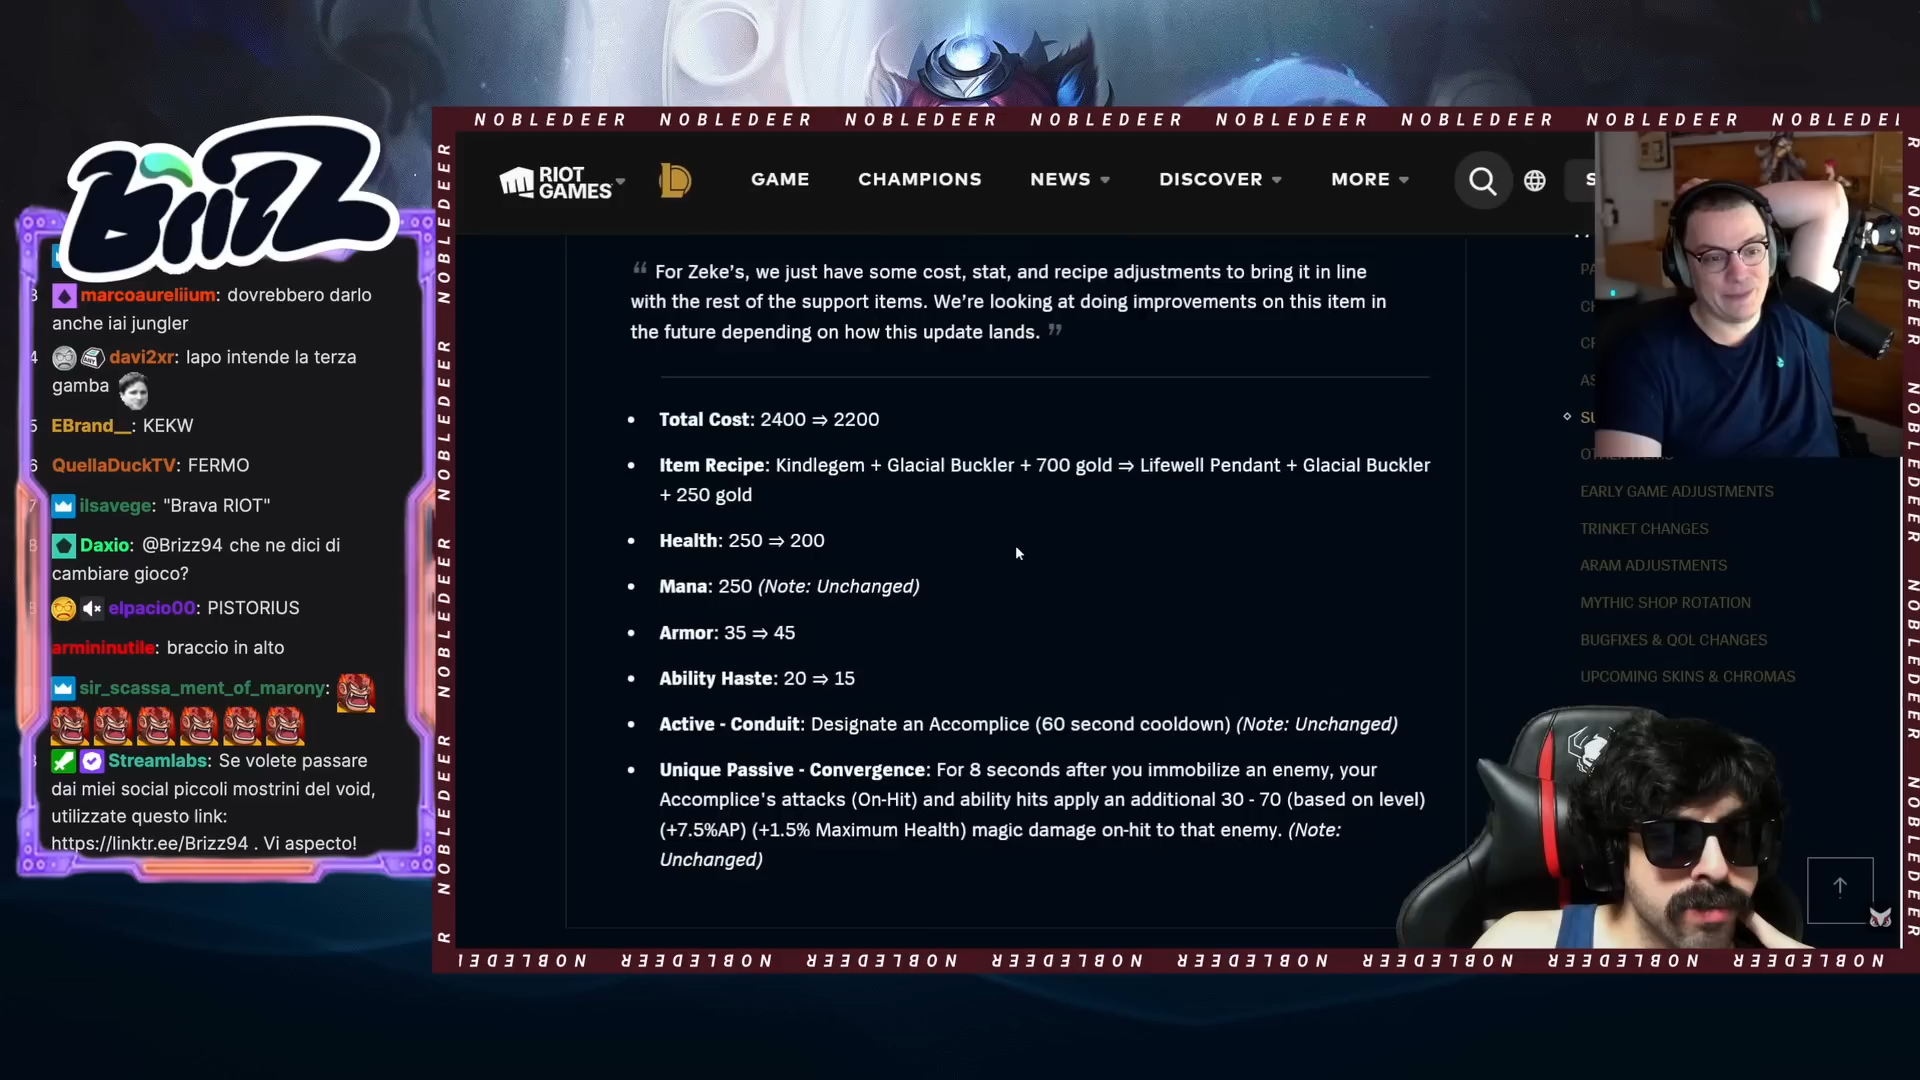 BriZZ
marcoaureliium: dovrebbero darlo
anche iai jungler
davi2xr: lapo intende la terza
gamba
EBrand__: KEKW
QuellaDuckTV: FERMO
ilsavege: "Brava RIOT"
Daxio: @Brizz94 che ne dici di
cambiare gioco?
elpacio00: PISTORIUS
armininutile: braccio in alto
sir_scassa_ment_of_marony:
Streamlabs: Se volete passare
dai miei social piccoli mostrini del void,
utilizzate questo link:
https://linktr.ee/Brizz94 . Vi aspecto!
NOBLEDEER NOBLEDEER NOBLEDEER NOBLEDEER NOBLEDEER NOBLEDEER NOBLEDEER NOBLEDE
RIOT
GAMES
GAME
CHAMPIONS
NEWS
DISCOVER
MORE
“ For Zeke’s, we just have some cost, stat, and recipe adjustments to bring it in line
with the rest of the support items. We’re looking at doing improvements on this item in
the future depending on how this update lands. ”
• Total Cost: 2400 ⇒ 2200
• Item Recipe: Kindlegem + Glacial Buckler + 700 gold ⇒ Lifewell Pendant + Glacial Buckler
+ 250 gold
• Health: 250 ⇒ 200
• Mana: 250 (Note: Unchanged)
• Armor: 35 ⇒ 45
• Ability Haste: 20 ⇒ 15
• Active - Conduit: Designate an Accomplice (60 second cooldown) (Note: Unchanged)
• Unique Passive - Convergence: For 8 seconds after you immobilize an enemy, your
Accomplice's attacks (On-Hit) and ability hits apply an additional 30 - 70 (based on level)
(+7.5%AP) (+1.5% Maximum Health) magic damage on-hit to that enemy. (Note:
Unchanged)
EARLY GAME ADJUSTMENTS
TRINKET CHANGES
ARAM ADJUSTMENTS
MYTHIC SHOP ROTATION
BUGFIXES & QOL CHANGES
UPCOMING SKINS & CHROMAS
NOBLEDEER NOBLEDEER NOBLEDEER NOBLEDEER NOBLEDEER NOBLEDEER NOBLEDEER